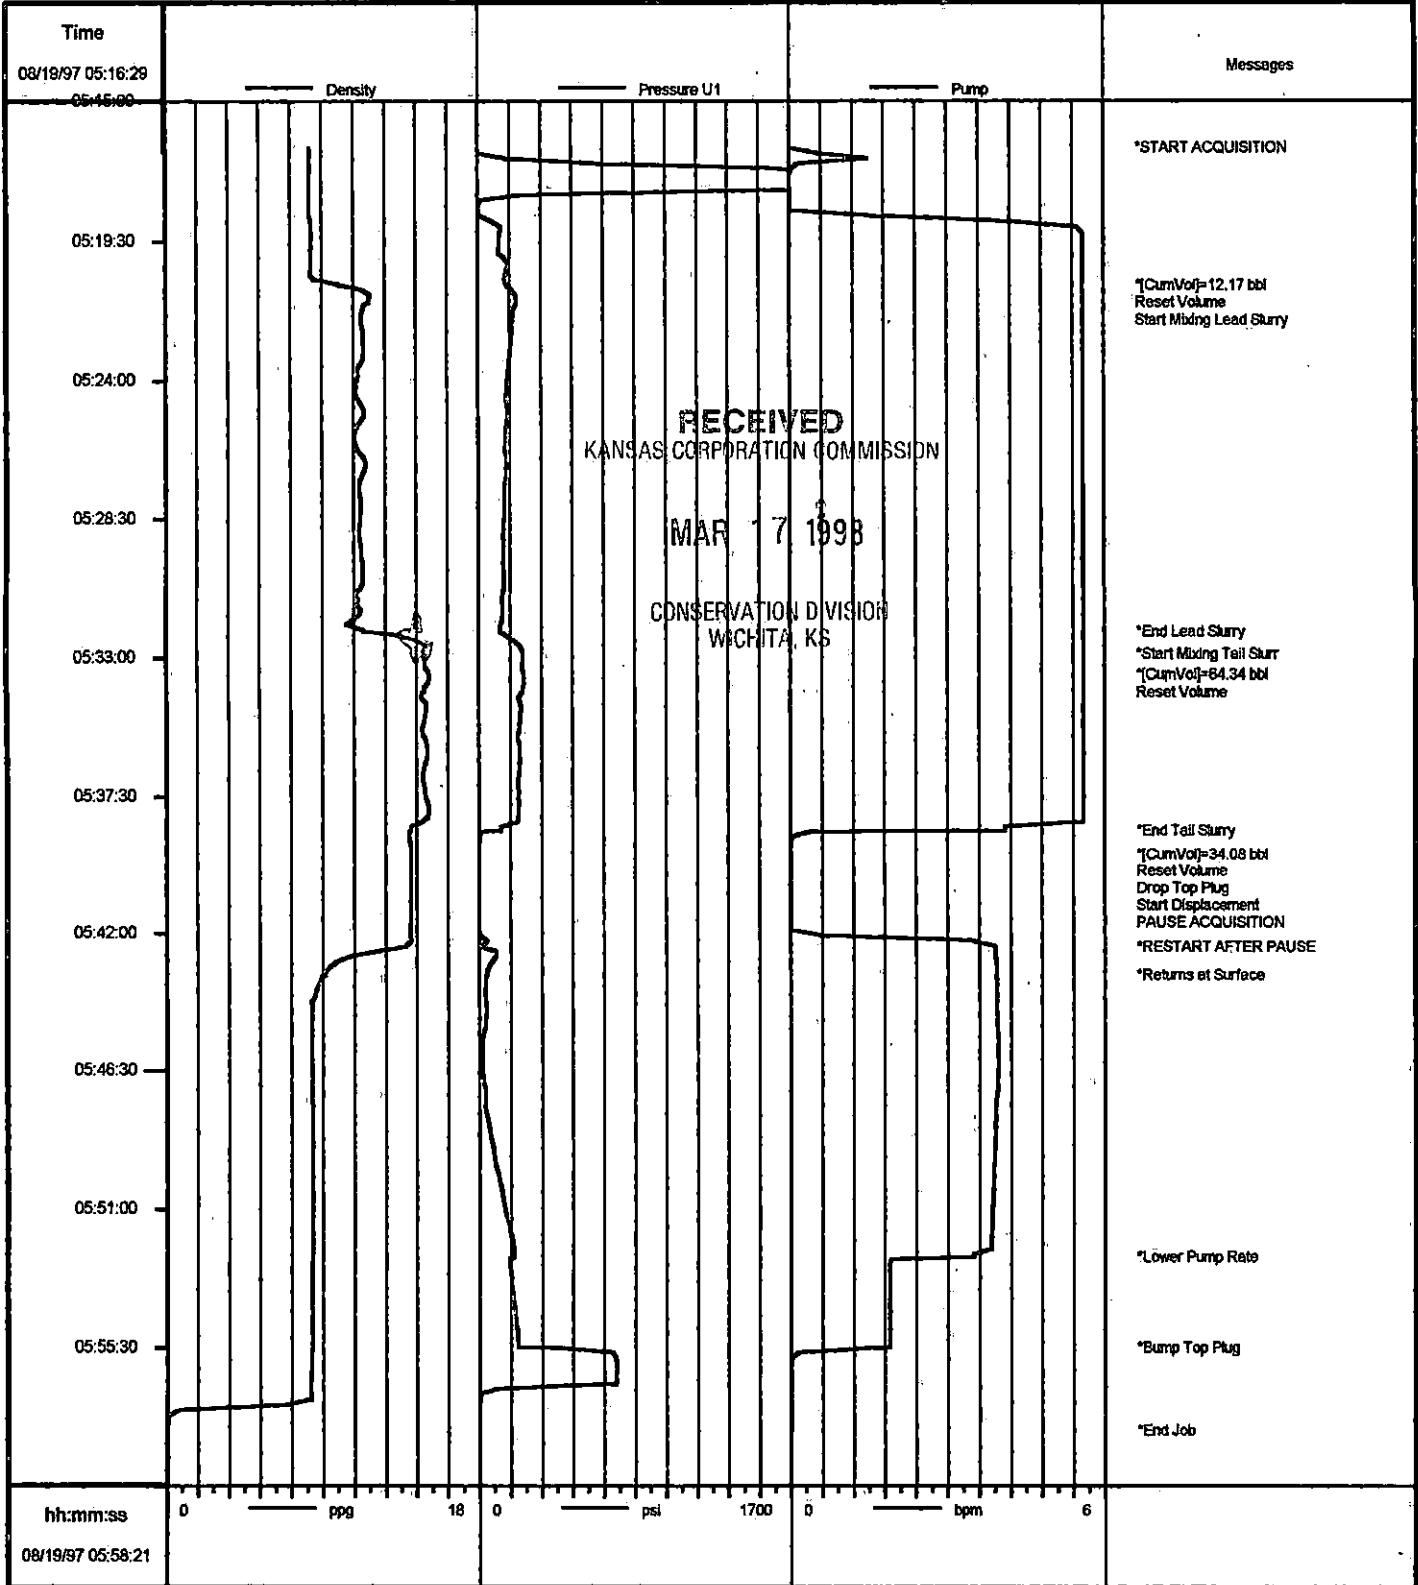 Time
08/19/97 05:16:29
05:15:00
Density
Pressure U1
Pump
Messages
*START ACQUISITION
05:19:30
*[CumVol]=12.17 bbl
Reset Volume
Start Mixing Lead Slurry
05:24:00
RECEIVED
KANSAS CORPORATION COMMISSION
05:28:30
MAR 17 1998
CONSERVATION DIVISION
WICHITA, KS
*End Lead Slurry
05:33:00
*Start Mixing Tail Slurr
*[CumVol]=64.34 bbl
Reset Volume
05:37:30
*End Tail Slurry
*[CumVol]=34.08 bbl
Reset Volume
Drop Top Plug
Start Displacement
PAUSE ACQUISITION
05:42:00
*RESTART AFTER PAUSE
*Returns at Surface
05:46:30
05:51:00
*Lower Pump Rate
05:55:30
*Bump Top Plug
*End Job
hh:mm:ss
0 ppg 18
0 psi 1700
0 bpm 6
08/19/97 05:58:21